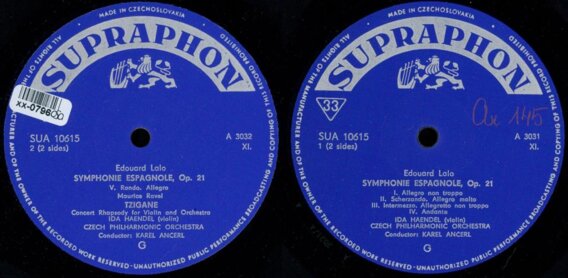 MADE IN CZECHOSLOVAKIA
ALL RIGHTS OF THE MANUFACTURER AND OF THE OWNER OF THE RECORDED WORK RESERVED - UNAUTHORIZED PUBLIC PERFORMANCE BROADCASTING AND COPYING OF THIS RECORD PROHIBITED
SUPRAPHON
SUA 10615
2 (2 sides)
A 3032
XI.
Edouard Lalo
SYMPHONIE ESPAGNOLE, Op. 21
V. Rondo. Allegro
Maurice Ravel
TZIGANE
Concert Rhapsody for Violin and Orchestra
IDA HAENDEL (violin)
CZECH PHILHARMONIC ORCHESTRA
Conductor: KAREL ANCERL
G
MADE IN CZECHOSLOVAKIA
ALL RIGHTS OF THE MANUFACTURER AND OF THE OWNER OF THE RECORDED WORK RESERVED - UNAUTHORIZED PUBLIC PERFORMANCE BROADCASTING AND COPYING OF THIS RECORD PROHIBITED
SUPRAPHON
33
145
SUA 10615
1 (2 sides)
A 3031
XI.
Edouard Lalo
SYMPHONIE ESPAGNOLE, Op. 21
I. Allegro non troppo
II. Scherzando. Allegro molto
III. Intermezzo. Allegretto non troppo
IV. Andante
IDA HAENDEL (violin)
CZECH PHILHARMONIC ORCHESTRA
Conductor: KAREL ANCERL
G